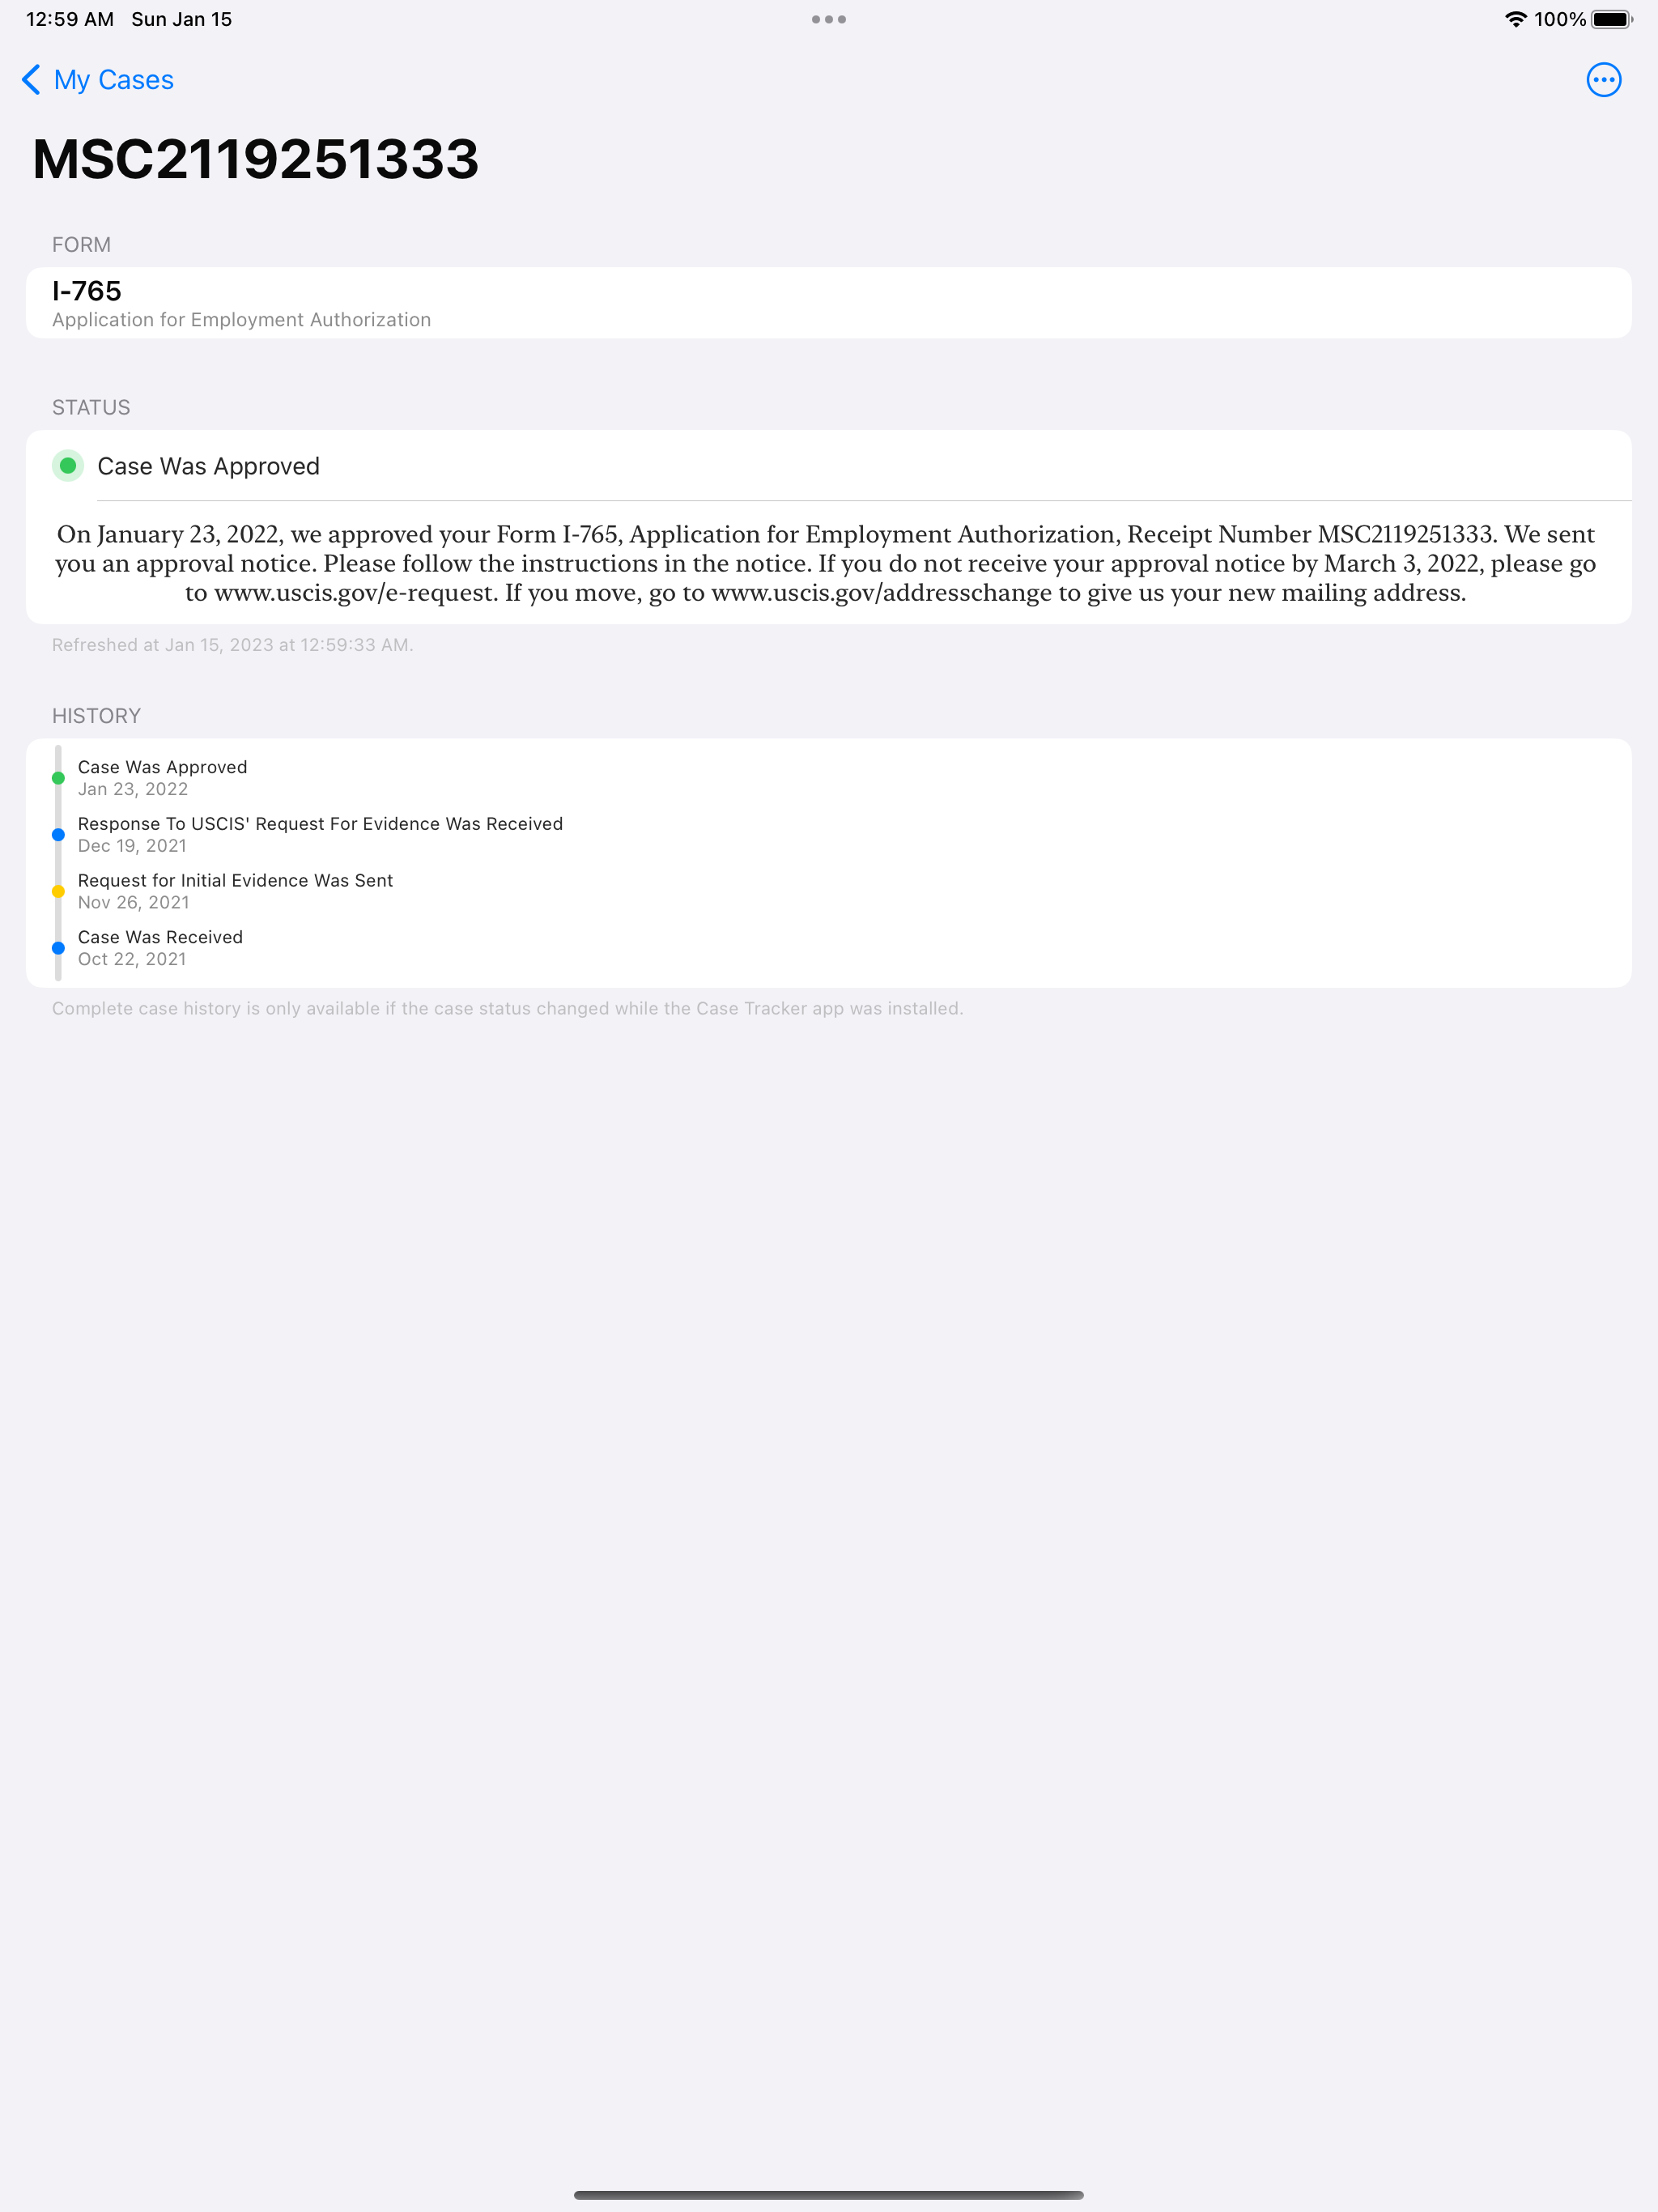 12:59 AM Sun Jan 15
100%
My Cases
MSC2119251333
FORM
I-765
Application for Employment Authorization
STATUS
Case Was Approved
On January 23, 2022, we approved your Form I-765, Application for Employment Authorization, Receipt Number MSC2119251333. We sent
you an approval notice. Please follow the instructions in the notice. If you do not receive your approval notice by March 3, 2022, please go
to www.uscis.gov/e-request. If you move, go to www.uscis.gov/addresschange to give us your new mailing address.
Refreshed at Jan 15, 2023 at 12:59:33 AM.
HISTORY
Case Was Approved
Jan 23, 2022
Response To USCIS' Request For Evidence Was Received
Dec 19, 2021
Request for Initial Evidence Was Sent
Nov 26, 2021
Case Was Received
Oct 22, 2021
Complete case history is only available if the case status changed while the Case Tracker app was installed.